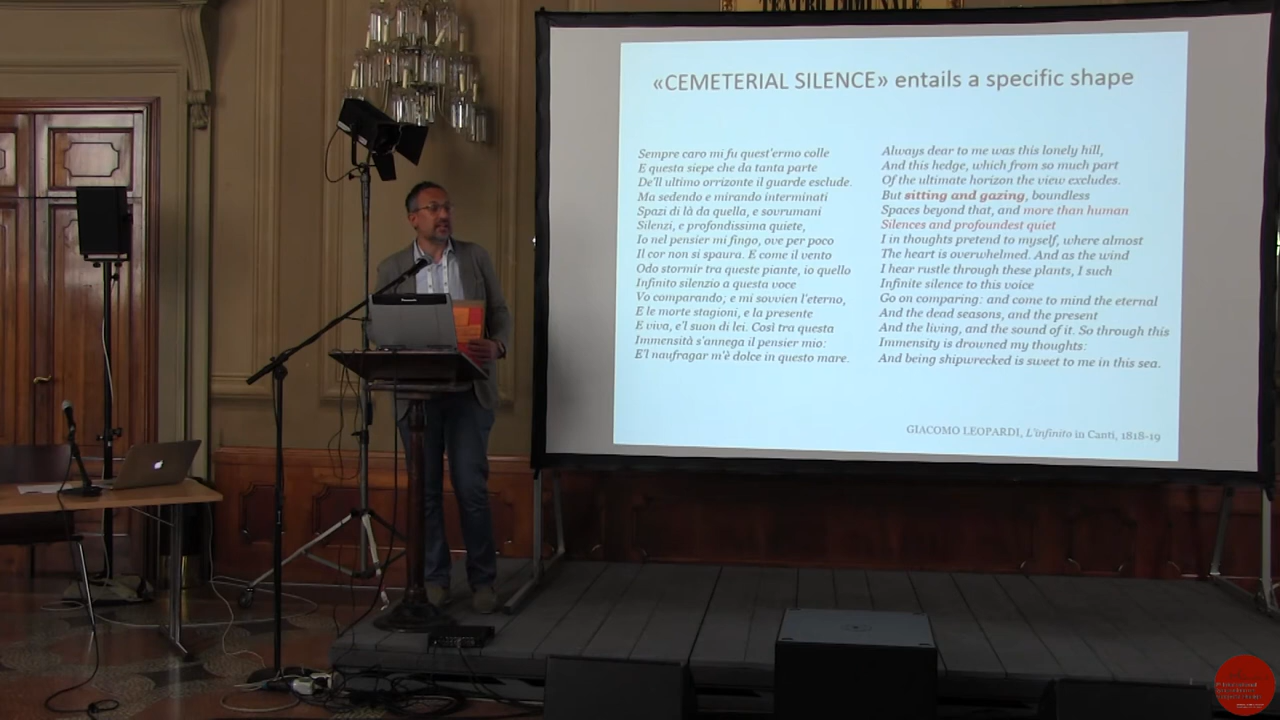 TEATRO COMUNALE
«CEMETERIAL SILENCE» entails a specific shape
Sempre caro mi fu quest'ermo colle
E questa siepe che da tanta parte
De'll ultimo orrizonte il guarde esclude.
Ma sedendo e mirando interminati
Spazi di là da quella, e sovrumani
Silenzi, e profondissima quiete,
Io nel pensier mi fingo, ove per poco
Il cor non si spaura. E come il vento
Odo stormir tra queste piante, io quello
Infinito silenzio a questa voce
Vo comparando; e mi sovvien l'eterno,
E le morte stagioni, e la presente
E viva, e'l suon di lei. Così tra questa
Immensità s'annega il pensier mio:
E'l naufragar m'è dolce in questo mare.
Always dear to me was this lonely hill,
And this hedge, which from so much part
Of the ultimate horizon the view excludes.
But sitting and gazing, boundless
Spaces beyond that, and more than human
Silences and profoundest quiet
I in thoughts pretend to myself, where almost
The heart is overwhelmed. And as the wind
I hear rustle through these plants, I such
Infinite silence to this voice
Go on comparing: and come to mind the eternal
And the dead seasons, and the present
And the living, and the sound of it. So through this
Immensity is drowned my thoughts:
And being shipwrecked is sweet to me in this sea.
GIACOMO LEOPARDI, L'infinito in Canti, 1818-19
Panasonic
International